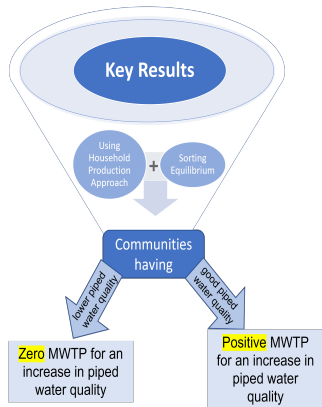 Key Results
Using
Household
Production
Approach
+
Sorting
Equilibrium
Communities
having
lower piped
water quality
good piped
water quality
Zero MWTP for an
increase in piped
water quality
Positive MWTP
for an increase in
piped water
quality